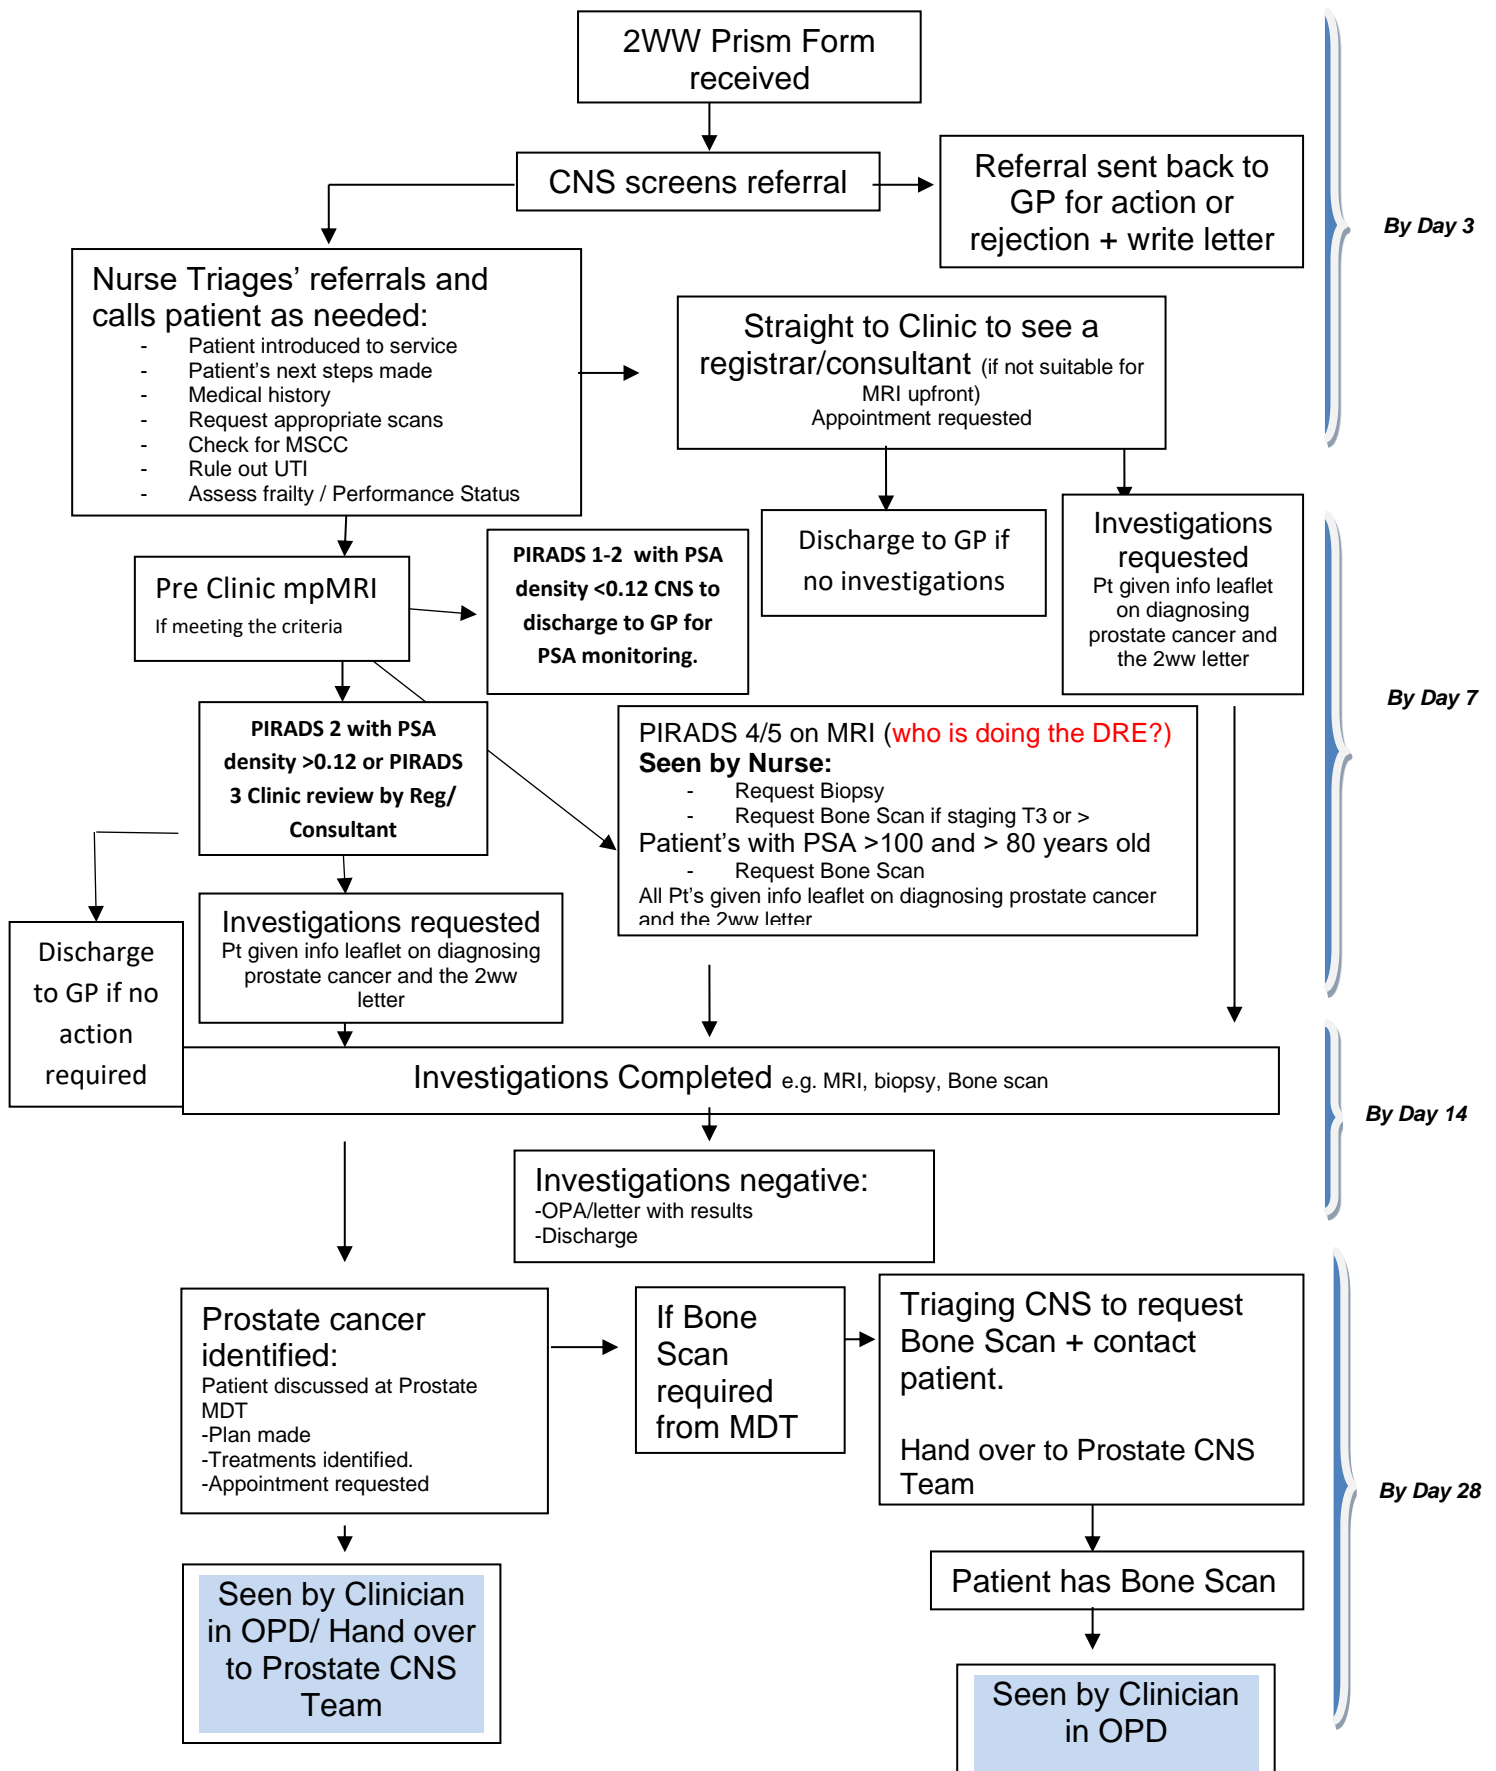 2WW Prism Form
received
CNS screens referral
Referral sent back to
GP for action or
rejection + write letter
By Day 3
Nurse Triages’ referrals and
calls patient as needed:
- Patient introduced to service
- Patient’s next steps made
- Medical history
- Request appropriate scans
- Check for MSCC
- Rule out UTI
- Assess frailty / Performance Status
Straight to Clinic to see a
registrar/consultant (if not suitable for
MRI upfront)
Appointment requested
Discharge to GP if
no investigations
Investigations
requested
Pt given info leaflet
on diagnosing
prostate cancer and
the 2ww letter
Pre Clinic mpMRI
If meeting the criteria
PIRADS 1-2 with PSA
density <0.12 CNS to
discharge to GP for
PSA monitoring.
By Day 7
PIRADS 2 with PSA
density >0.12 or PIRADS
3 Clinic review by Reg/
Consultant
PIRADS 4/5 on MRI (who is doing the DRE?)
Seen by Nurse:
- Request Biopsy
- Request Bone Scan if staging T3 or >
Patient’s with PSA >100 and > 80 years old
- Request Bone Scan
All Pt’s given info leaflet on diagnosing prostate cancer
and the 2ww letter
Investigations requested
Pt given info leaflet on diagnosing
prostate cancer and the 2ww
letter
Discharge
to GP if no
action
required
Investigations Completed e.g. MRI, biopsy, Bone scan
By Day 14
Investigations negative:
-OPA/letter with results
-Discharge
Prostate cancer
identified:
Patient discussed at Prostate
MDT
-Plan made
-Treatments identified.
-Appointment requested
If Bone
Scan
required
from MDT
Triaging CNS to request
Bone Scan + contact
patient.
Hand over to Prostate CNS
Team
By Day 28
Patient has Bone Scan
Seen by Clinician
in OPD/ Hand over
to Prostate CNS
Team
Seen by Clinician
in OPD